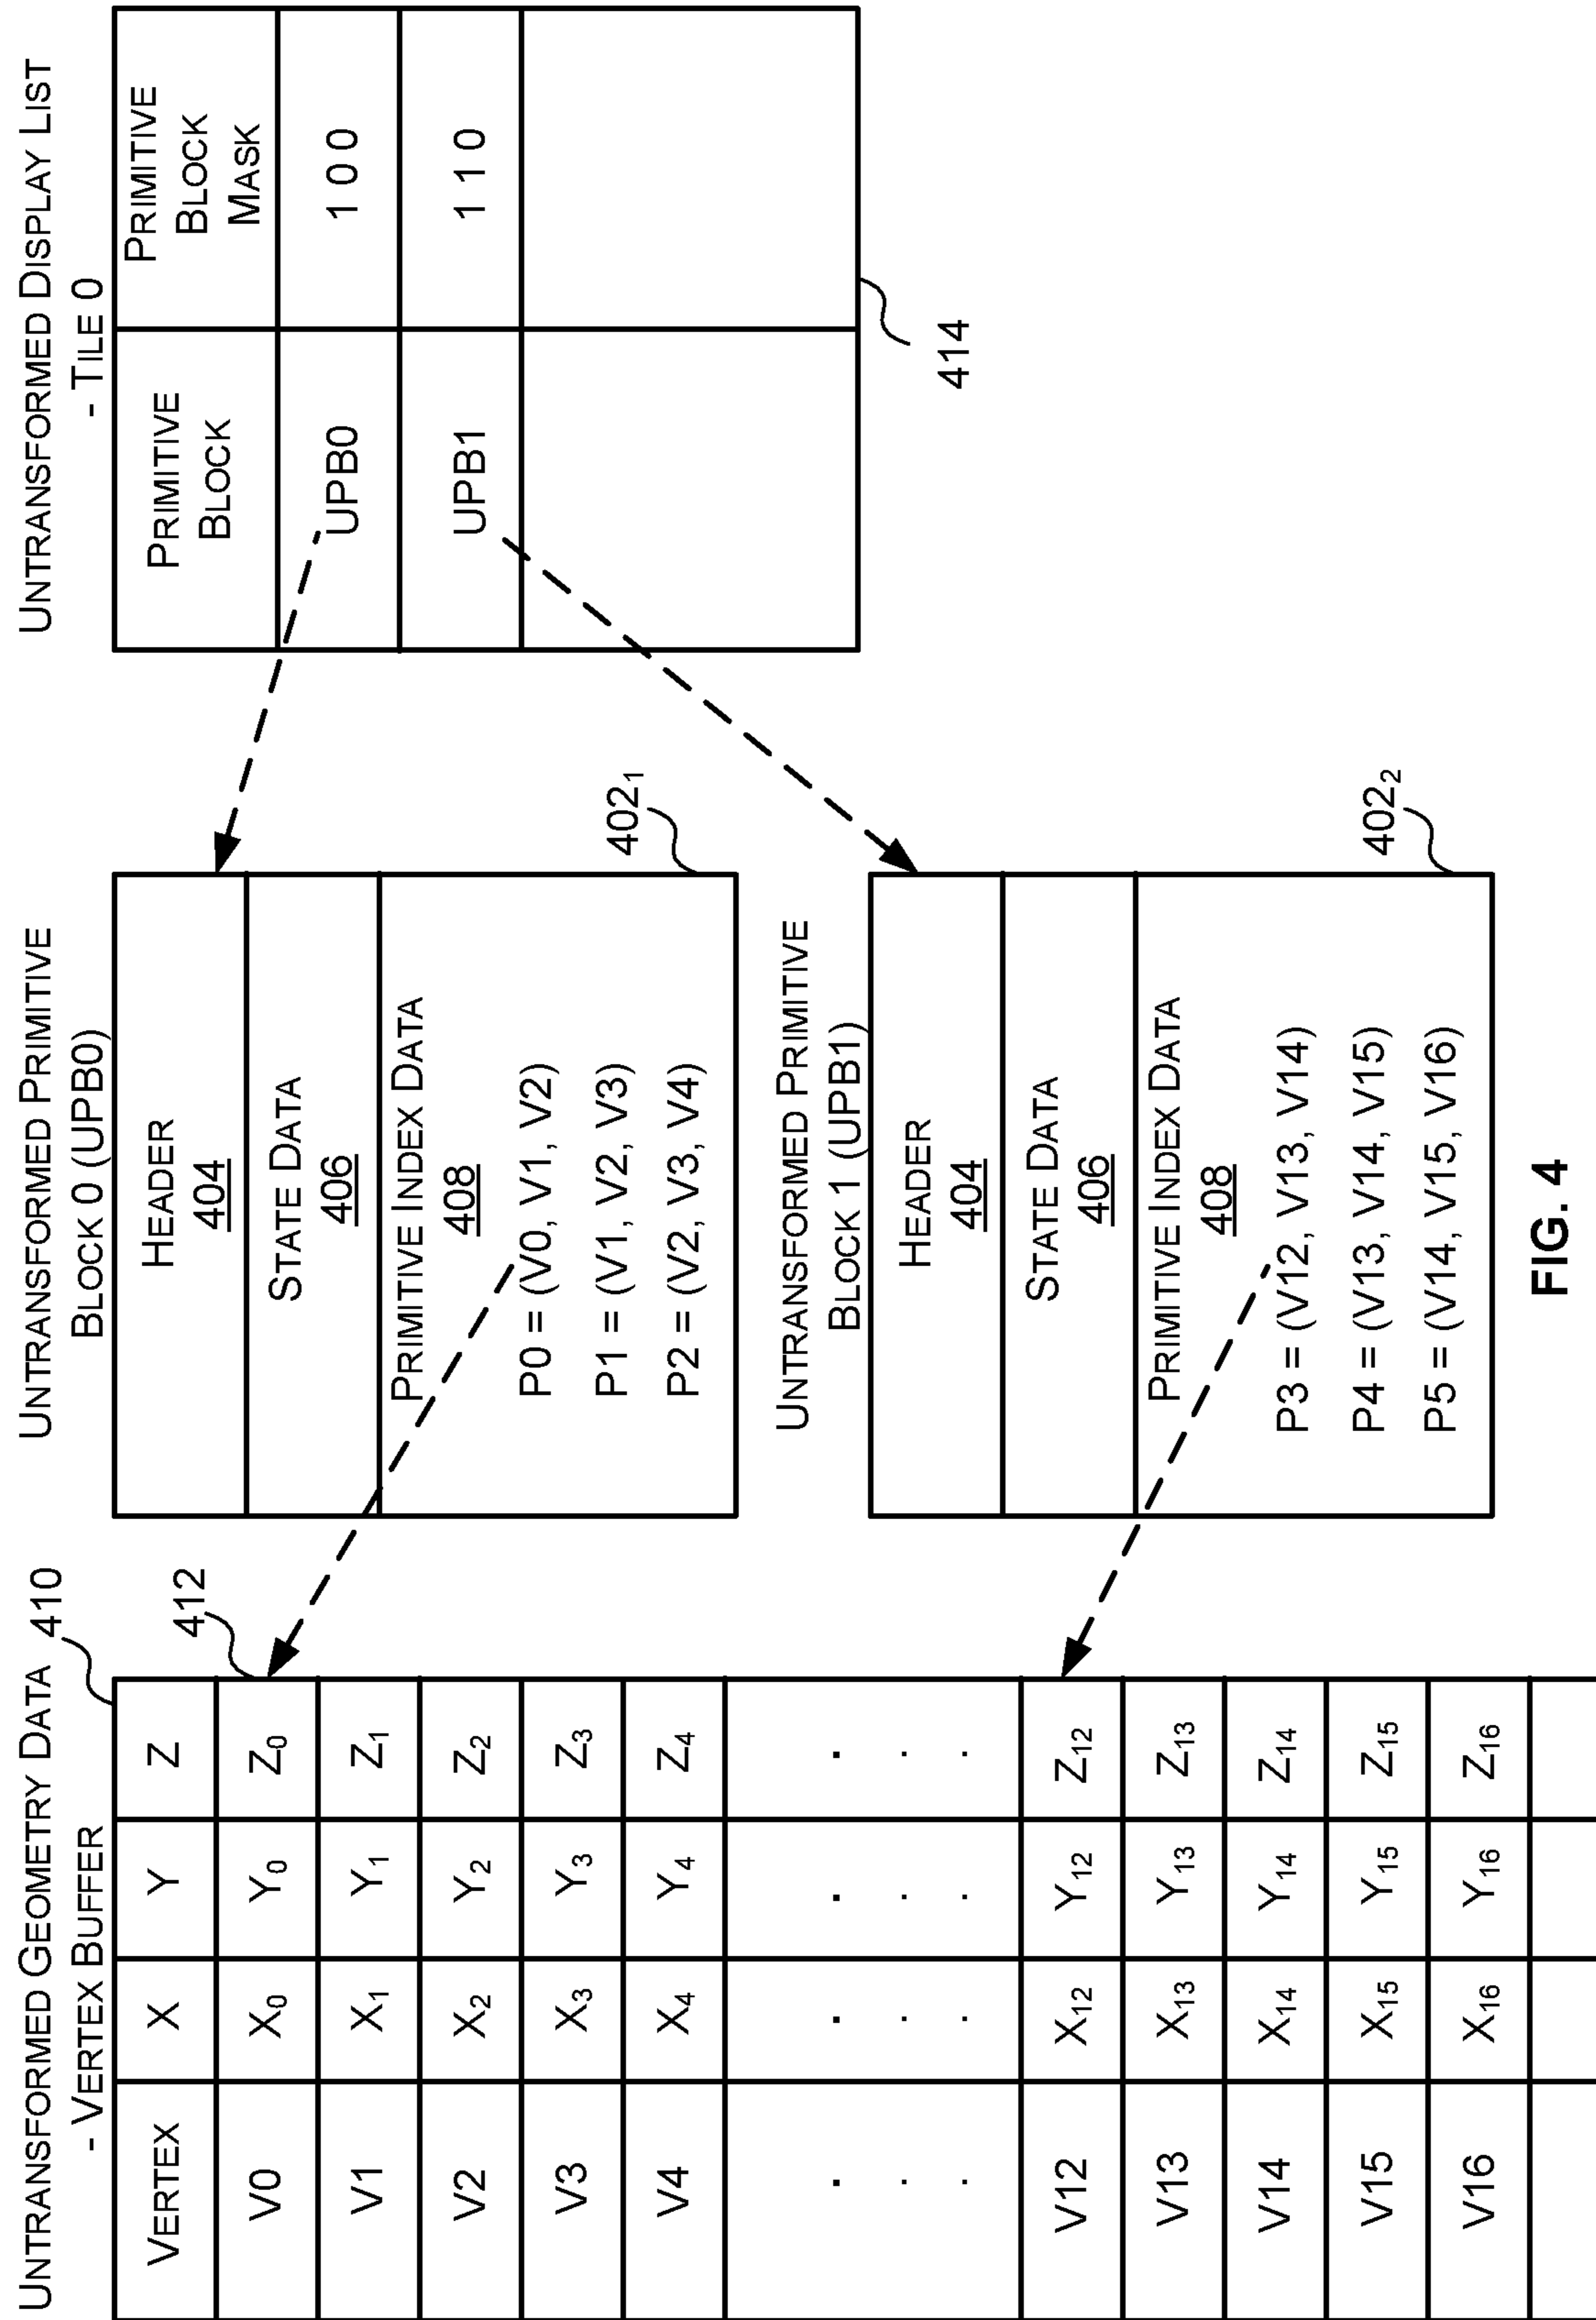 UNTRANSFORMED GEOMETRY DATA 410
- VERTEX BUFFER
412
VERTEX X Y Z
V0 X₀ Y₀ Z₀
V1 X₁ Y₁ Z₁
V2 X₂ Y₂ Z₂
V3 X₃ Y₃ Z₃
V4 X₄ Y₄ Z₄
. . . .
. . . .
. . . .
V12 X₁₂ Y₁₂ Z₁₂
V13 X₁₃ Y₁₃ Z₁₃
V14 X₁₄ Y₁₄ Z₁₄
V15 X₁₅ Y₁₅ Z₁₅
V16 X₁₆ Y₁₆ Z₁₆
UNTRANSFORMED PRIMITIVE
BLOCK 0 (UPB0)
HEADER
404
STATE DATA
406
PRIMITIVE INDEX DATA
408
P0 = (V0, V1, V2)
P1 = (V1, V2, V3)
P2 = (V2, V3, V4)
402₁
UNTRANSFORMED PRIMITIVE
BLOCK 1 (UPB1)
HEADER
404
STATE DATA
406
PRIMITIVE INDEX DATA
408
P3 = (V12, V13, V14)
P4 = (V13, V14, V15)
P5 = (V14, V15, V16)
402₂
UNTRANSFORMED DISPLAY LIST
- TILE 0
PRIMITIVE
BLOCK
PRIMITIVE
BLOCK
MASK
UPB0 1 0 0
UPB1 1 1 0
414
FIG. 4